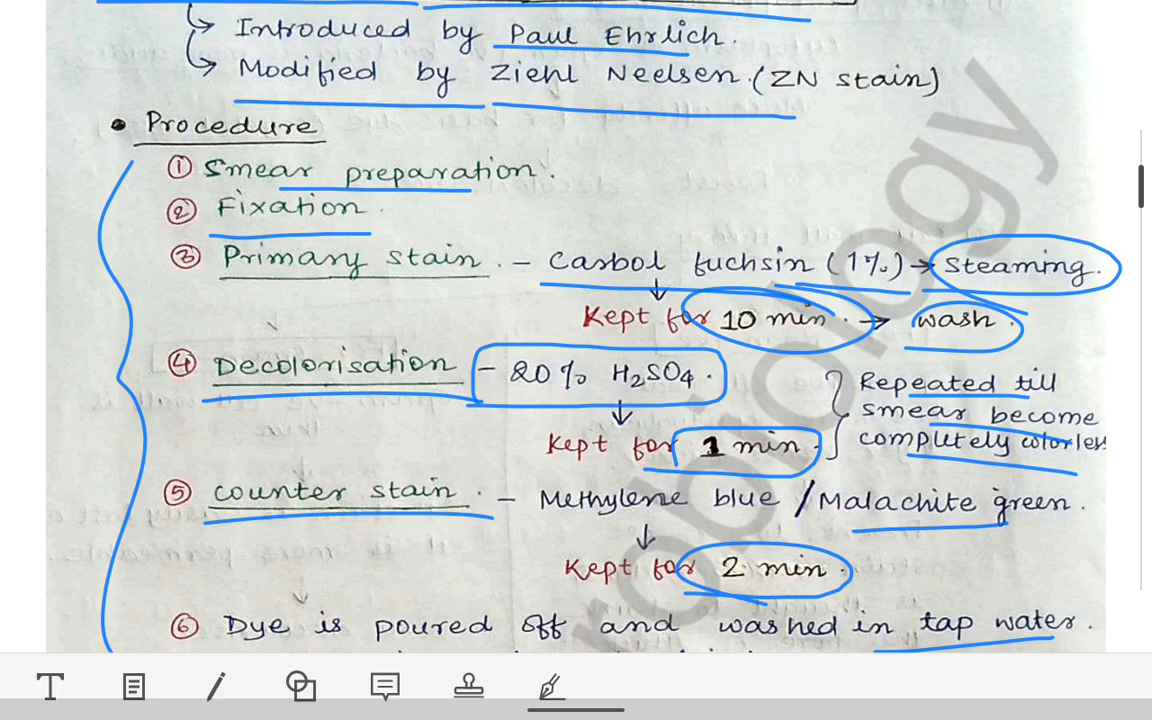 Introduced by Paul Ehrlich.
Modified by Ziehl Neelsen. (ZN stain)
• Procedure
① Smear preparation.
② Fixation.
③ Primary stain. – Carbol fuchsin (1%) → Steaming.
↓
Kept for 10 min. → wash.
④ Decolorisation – 20% H₂SO₄.
↓
Kept for 1 min.
Repeated till
smear become
completely colorless
⑤ counter stain. – Methylene blue / Malachite green.
↓
Kept for 2 min.
⑥ Dye is poured off and washed in tap water.
obiology
T